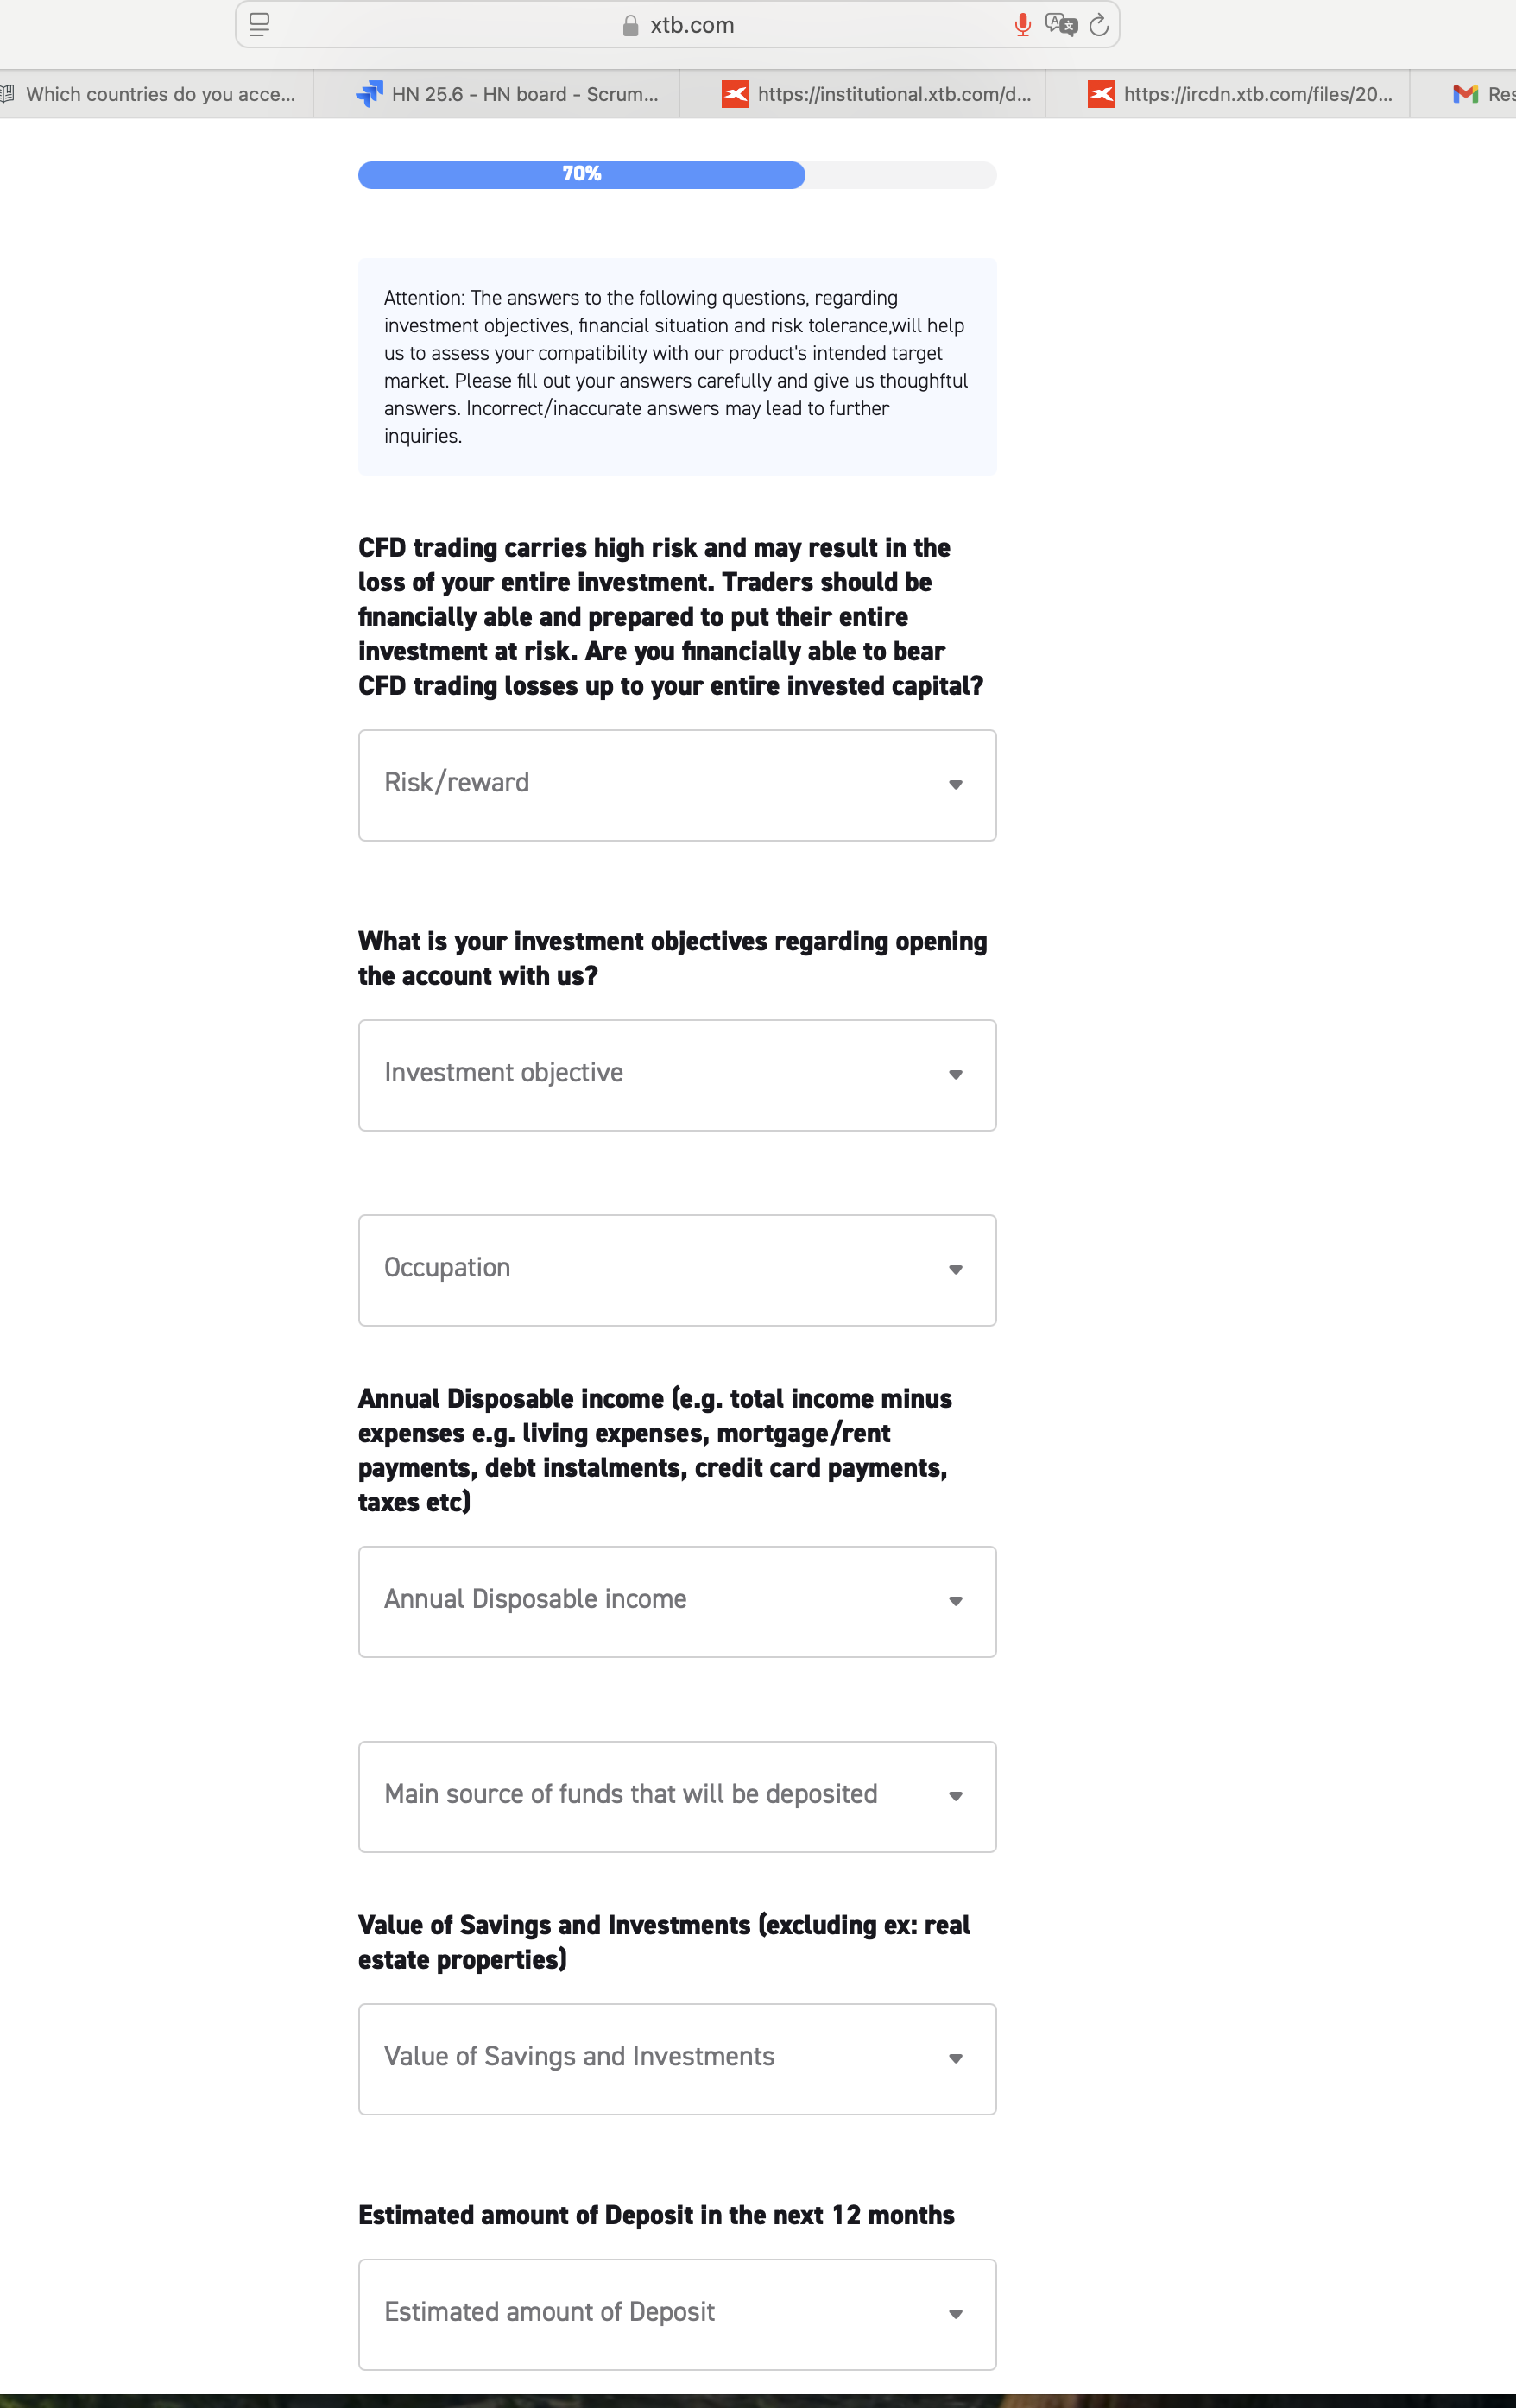 xtb.com
Which countries do you acce...
HN 25.6 - HN board - Scrum...
https://institutional.xtb.com/d...
https://ircdn.xtb.com/files/20...
Res
70%
Attention: The answers to the following questions, regarding
investment objectives, financial situation and risk tolerance,will help
us to assess your compatibility with our product's intended target
market. Please fill out your answers carefully and give us thoughful
answers. Incorrect/inaccurate answers may lead to further
inquiries.
CFD trading carries high risk and may result in the
loss of your entire investment. Traders should be
financially able and prepared to put their entire
investment at risk. Are you financially able to bear
CFD trading losses up to your entire invested capital?
Risk/reward
What is your investment objectives regarding opening
the account with us?
Investment objective
Occupation
Annual Disposable income (e.g. total income minus
expenses e.g. living expenses, mortgage/rent
payments, debt instalments, credit card payments,
taxes etc)
Annual Disposable income
Main source of funds that will be deposited
Value of Savings and Investments (excluding ex: real
estate properties)
Value of Savings and Investments
Estimated amount of Deposit in the next 12 months
Estimated amount of Deposit